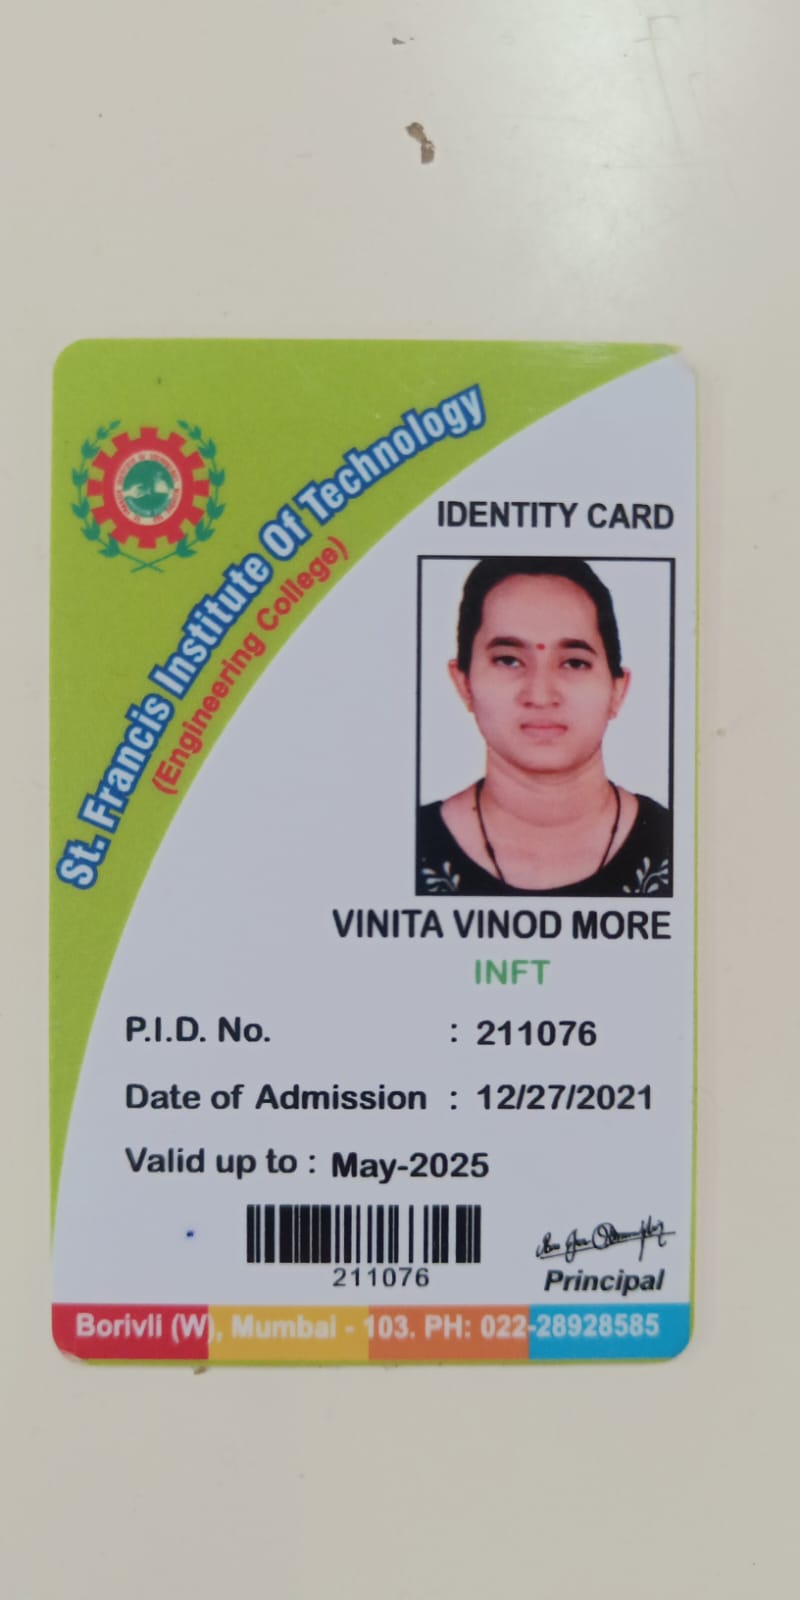 St. Francis Institute Of Technology
(Engineering College)
IDENTITY CARD
VINITA VINOD MORE
INFT
P.I.D. No. : 211076
Date of Admission : 12/27/2021
Valid up to : May-2025
211076
Principal
Borivli (W), Mumbai - 103. PH: 022-28928585